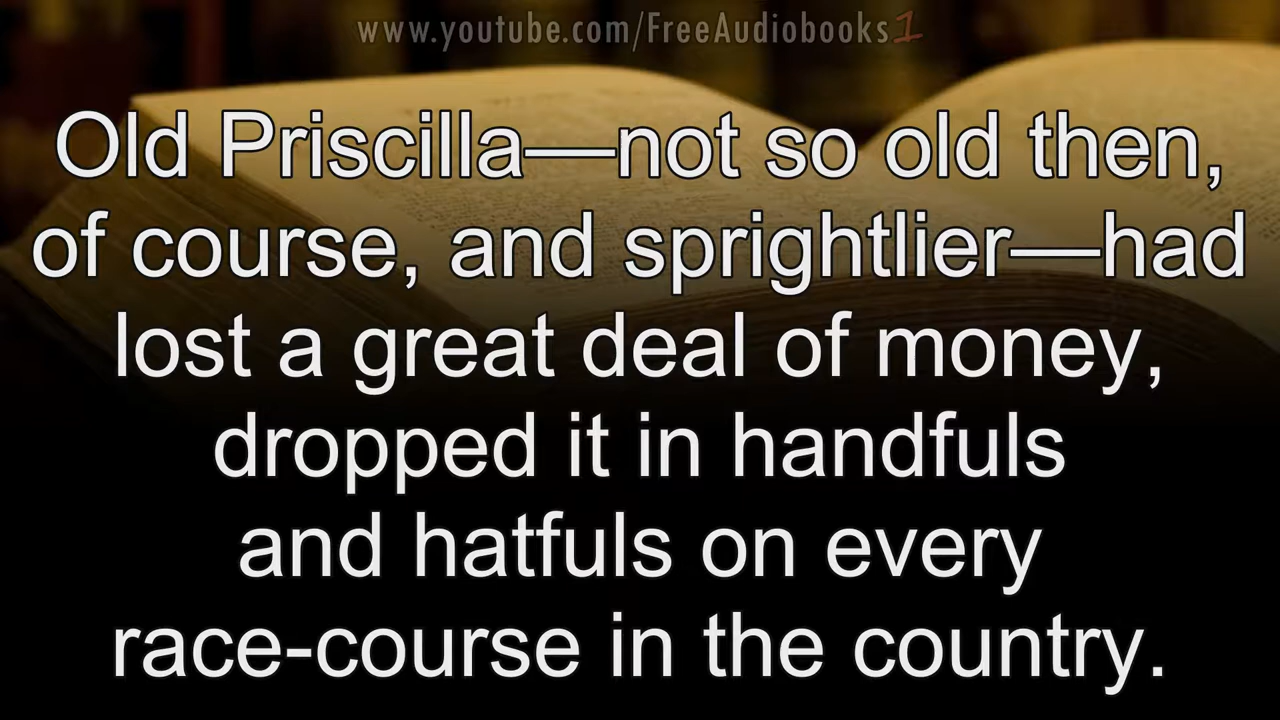 www.youtube.com/FreeAudiobooks1
Old Priscilla—not so old then,
of course, and sprightlier—had
lost a great deal of money,
dropped it in handfuls
and hatfuls on every
race-course in the country.